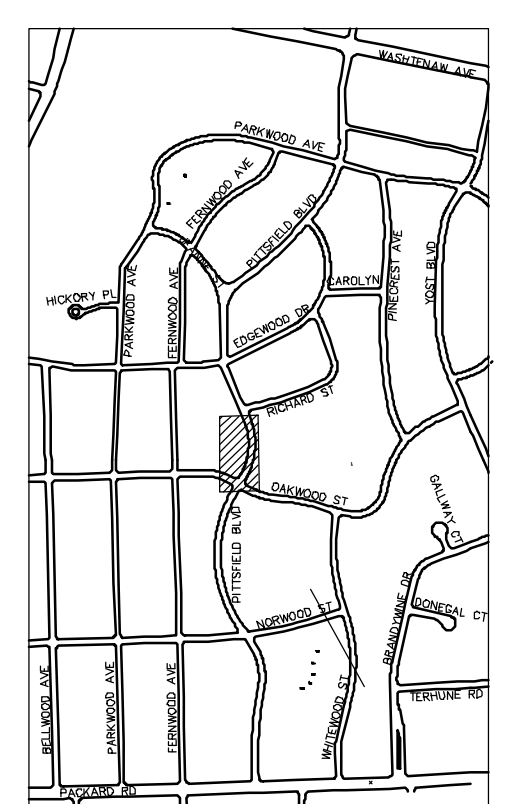 WASHTENAW AVE
PARKWOOD AVE
FERNWOOD AVE
PITTSFIELD BLVD
PINECREST AVE
YOST BLVD
CAROLYN
HICKORY PL
PARKWOOD AVE
FERNWOOD AVE
EDGEWOOD DR
RICHARD ST
OAKWOOD ST
GALLWAY CT
PITTSFIELD BLVD
BRANDYWINE DR
DONEGAL CT
NORWOOD ST
BELLWOOD AVE
PARKWOOD AVE
FERNWOOD AVE
WHITEWOOD ST
TERHUNE RD
PACKARD RD